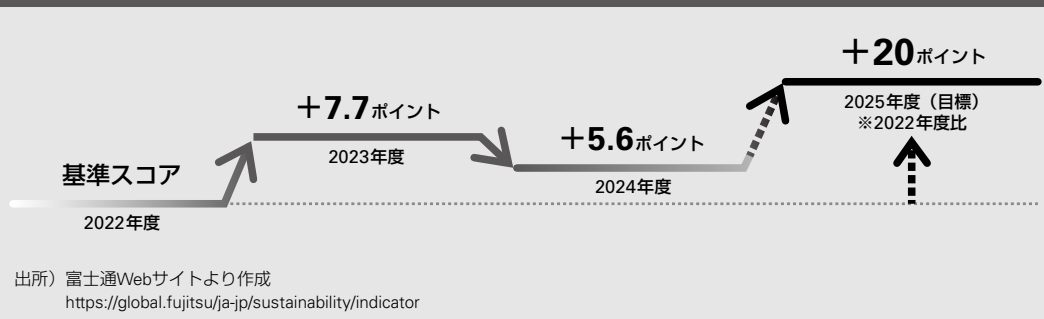 +20ポイント
2025年度（目標）
※2022年度比
+7.7ポイント
2023年度
+5.6ポイント
2024年度
基準スコア
2022年度
出所）富士通Webサイトより作成
https://global.fujitsu/ja-jp/sustainability/indicator